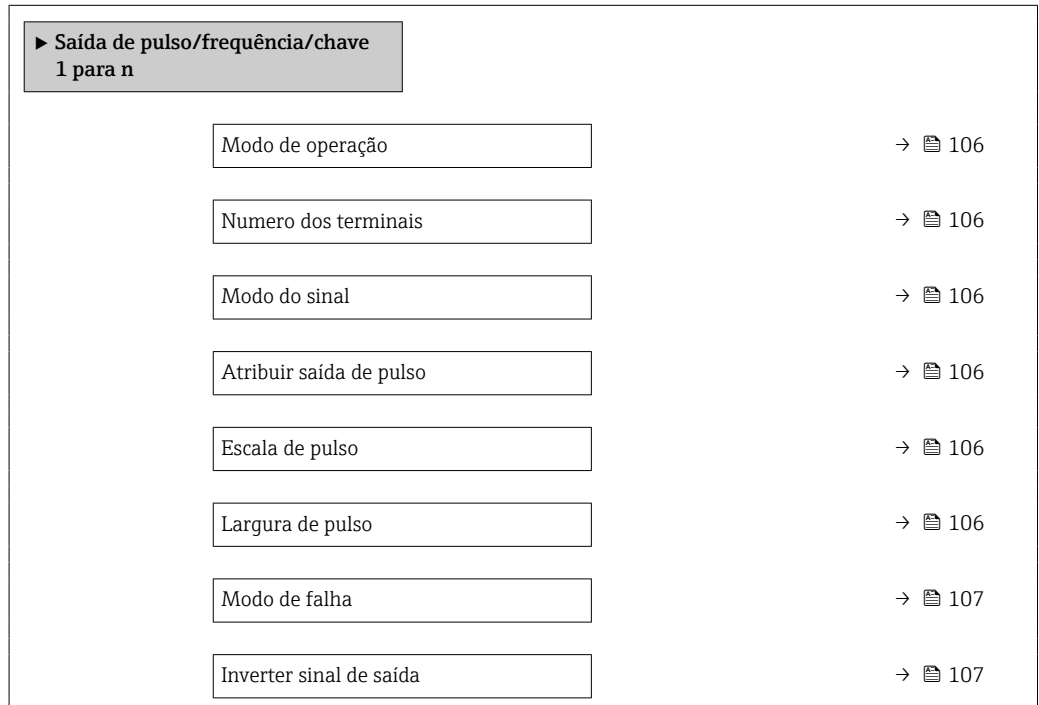 ▶ Saída de pulso/frequência/chave
1 para n
Modo de operação → 106
Numero dos terminais → 106
Modo do sinal → 106
Atribuir saída de pulso → 106
Escala de pulso → 106
Largura de pulso → 106
Modo de falha → 107
Inverter sinal de saída → 107